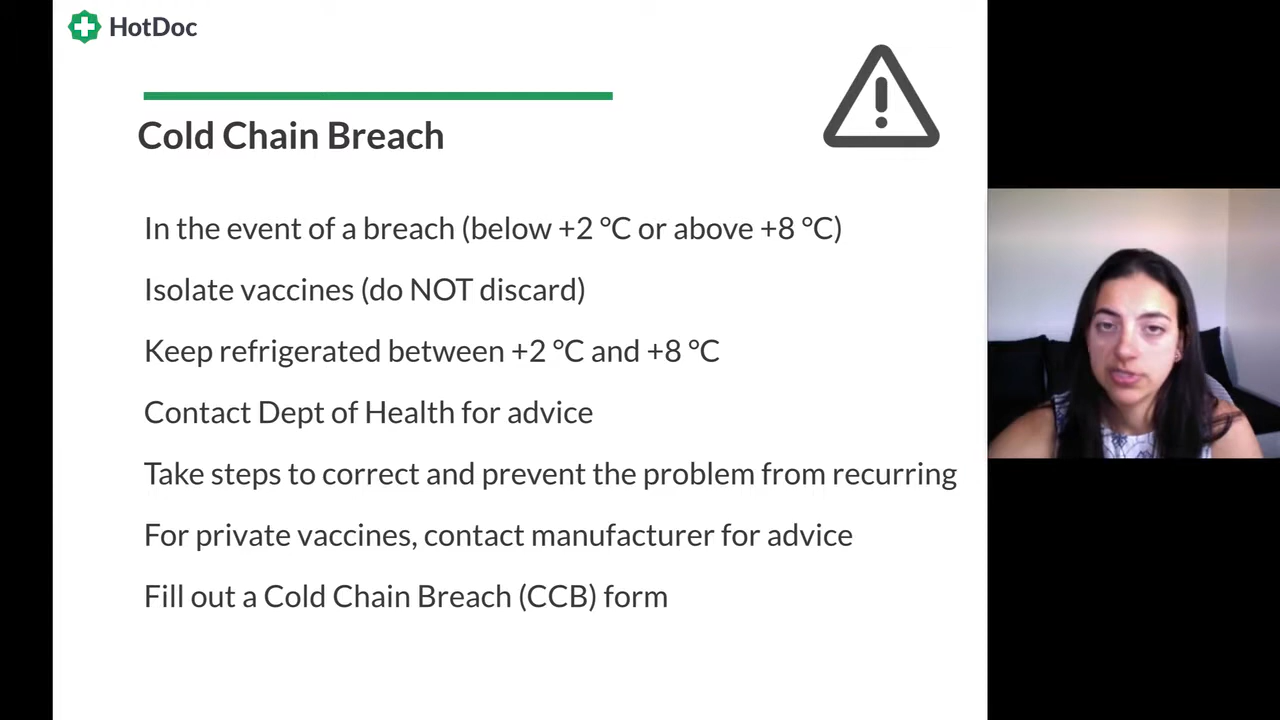 HotDoc
Cold Chain Breach
In the event of a breach (below +2 °C or above +8 °C)
Isolate vaccines (do NOT discard)
Keep refrigerated between +2 °C and +8 °C
Contact Dept of Health for advice
Take steps to correct and prevent the problem from recurring
For private vaccines, contact manufacturer for advice
Fill out a Cold Chain Breach (CCB) form